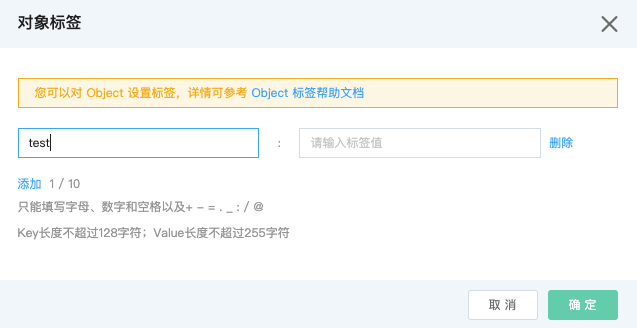 对象标签
您可以对 Object 设置标签，详情可参考 Object 标签帮助文档
test : 请输入标签值 删除
添加 1 / 10
只能填写字母、数字和空格以及+ - = . _ : / @
Key长度不超过128字符；Value长度不超过255字符
取 消 确 定